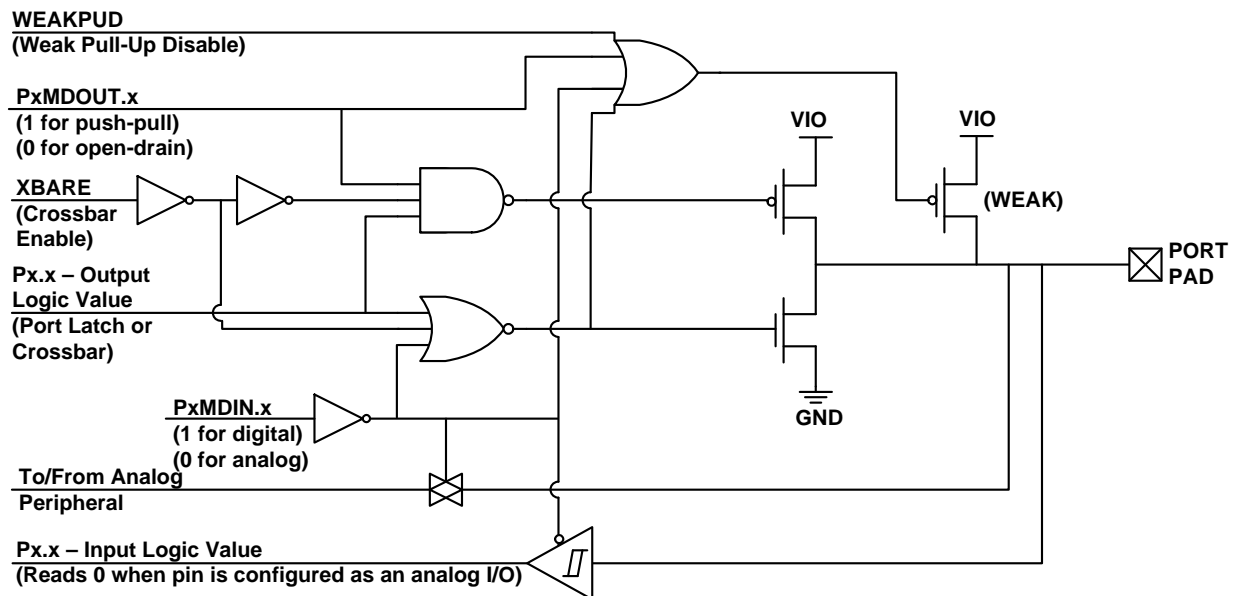 WEAKPUD
(Weak Pull-Up Disable)
PxMDOUT.x
(1 for push-pull)
(0 for open-drain)
XBARE
(Crossbar
Enable)
Px.x – Output
Logic Value
(Port Latch or
Crossbar)
PxMDIN.x
(1 for digital)
(0 for analog)
To/From Analog
Peripheral
Px.x – Input Logic Value
(Reads 0 when pin is configured as an analog I/O)
VIO
VIO
(WEAK)
PORT
PAD
GND